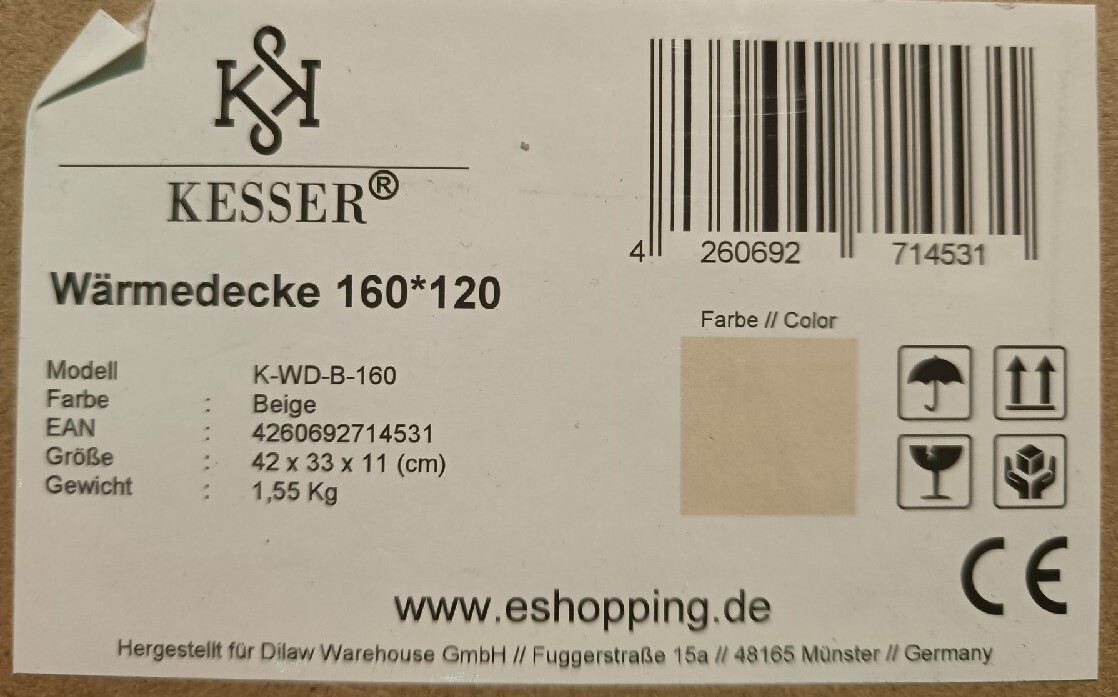 KESSER®
Wärmedecke 160*120
Modell K-WD-B-160
Farbe : Beige
EAN : 4260692714531
Größe : 42 x 33 x 11 (cm)
Gewicht : 1,55 Kg
4 260692 714531
Farbe // Color
CE
www.eshopping.de
Hergestellt für Dilaw Warehouse GmbH // Fuggerstraße 15a // 48165 Münster // Germany